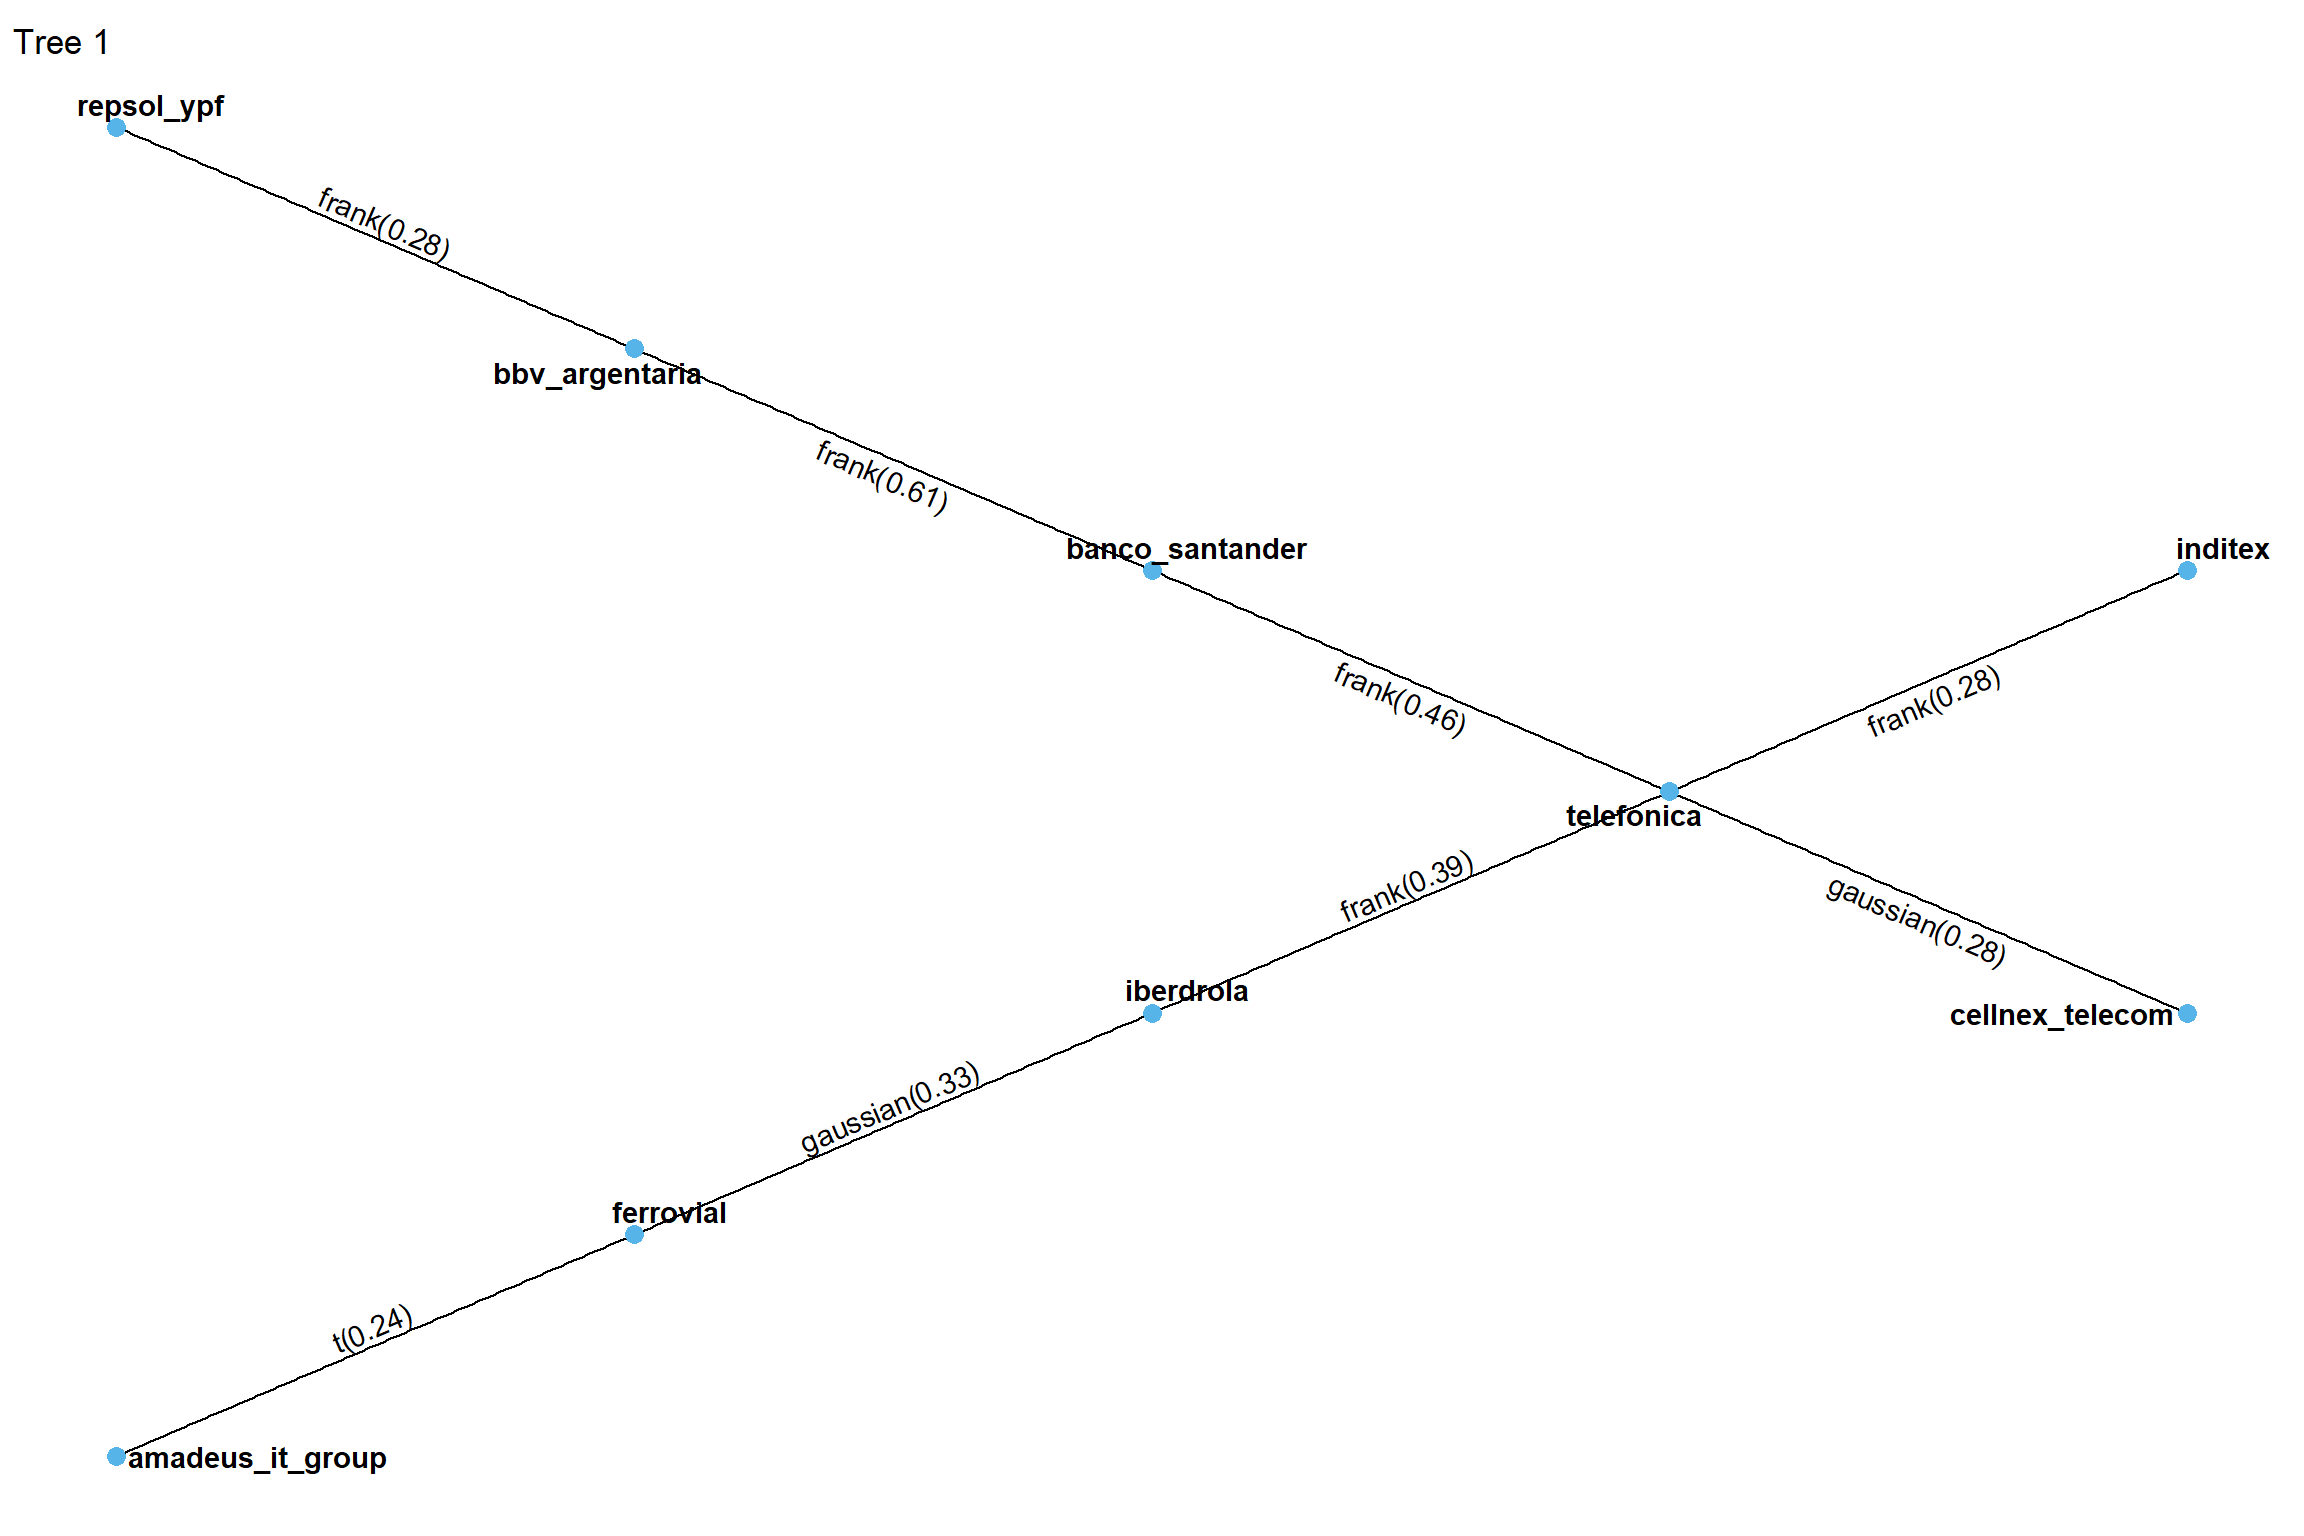 Tree 1
repsol_ypf
frank(0.28)
bbv_argentaria
frank(0.61)
banco_santander
inditex
frank(0.46)
frank(0.28)
telefonica
frank(0.39)
gaussian(0.28)
iberdrola
cellnex_telecom
gaussian(0.33)
ferrovial
t(0.24)
amadeus_it_group